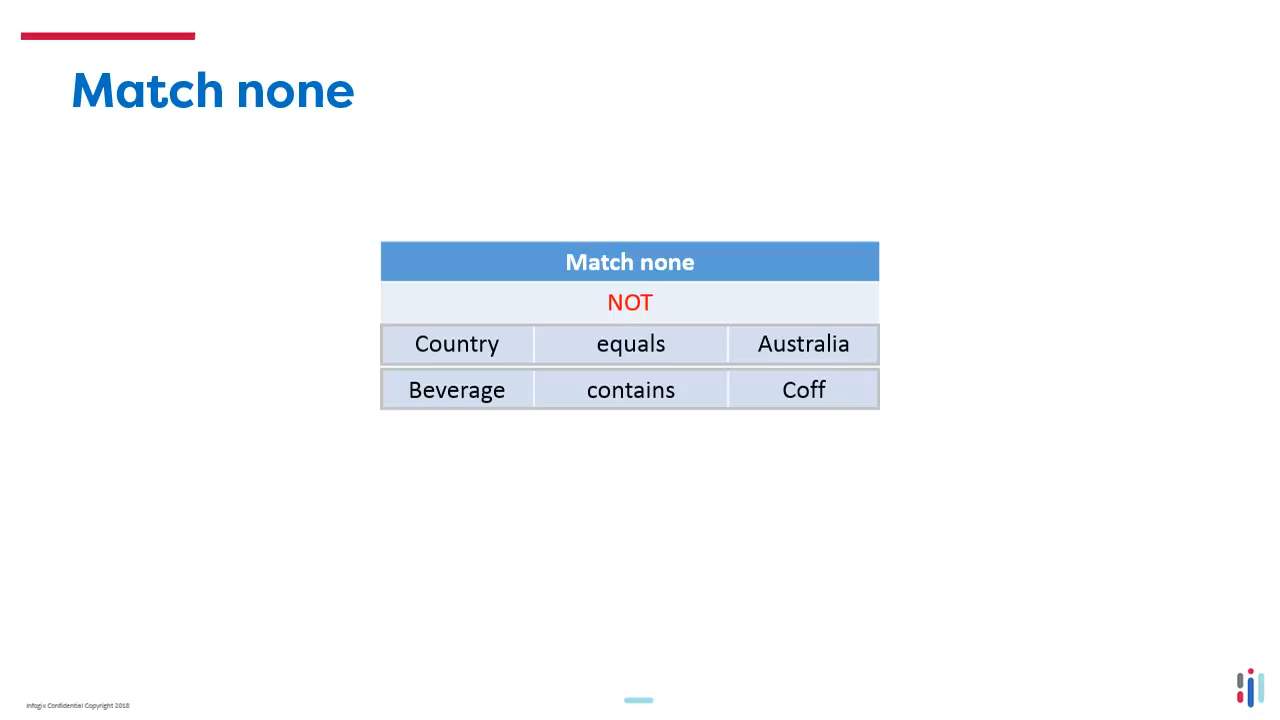 Match none
Match none
NOT
Country equals Australia
Beverage contains Coff
Infogix Confidential Copyright 2018